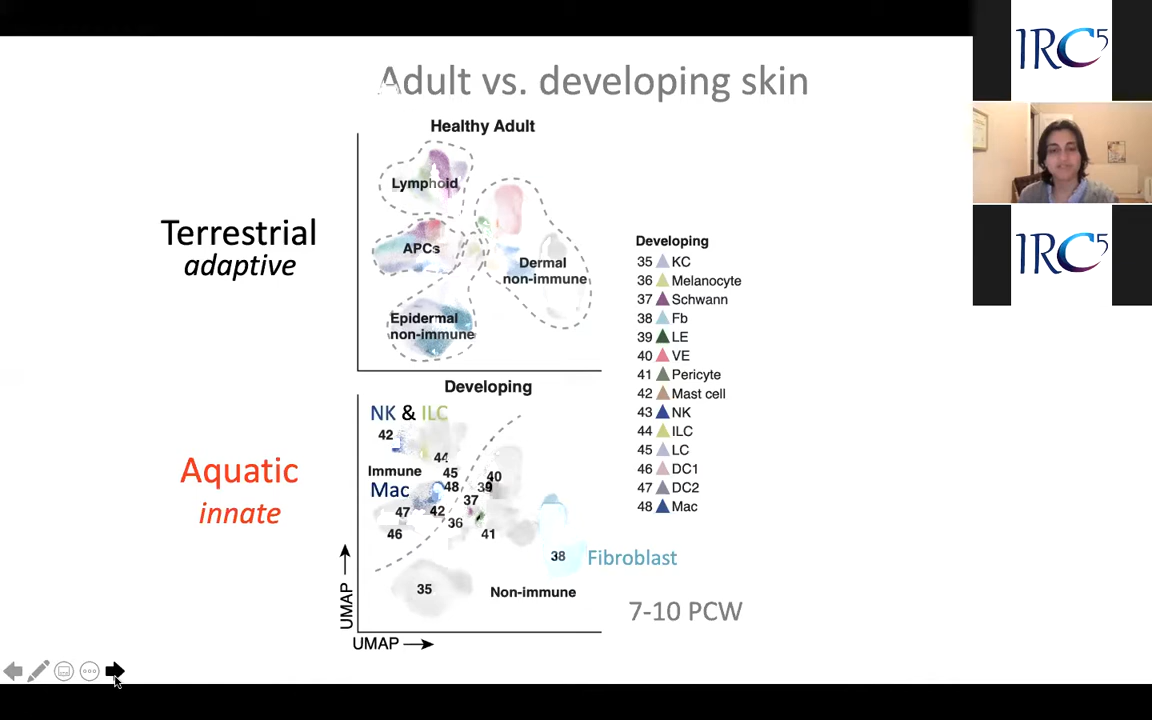 Adult vs. developing skin
Healthy Adult
Lymphoid
APCs
Dermal
non-immune
Epidermal
non-immune
Terrestrial
adaptive
Developing
NK & ILC
42
44
Immune
45
40
Mac
48
39
37
47
42
36
46
41
38
Fibroblast
35
Non-immune
UMAP
UMAP
7-10 PCW
Aquatic
innate
Developing
35 KC
36 Melanocyte
37 Schwann
38 Fb
39 LE
40 VE
41 Pericyte
42 Mast cell
43 NK
44 ILC
45 LC
46 DC1
47 DC2
48 Mac
IRC5
IRC5